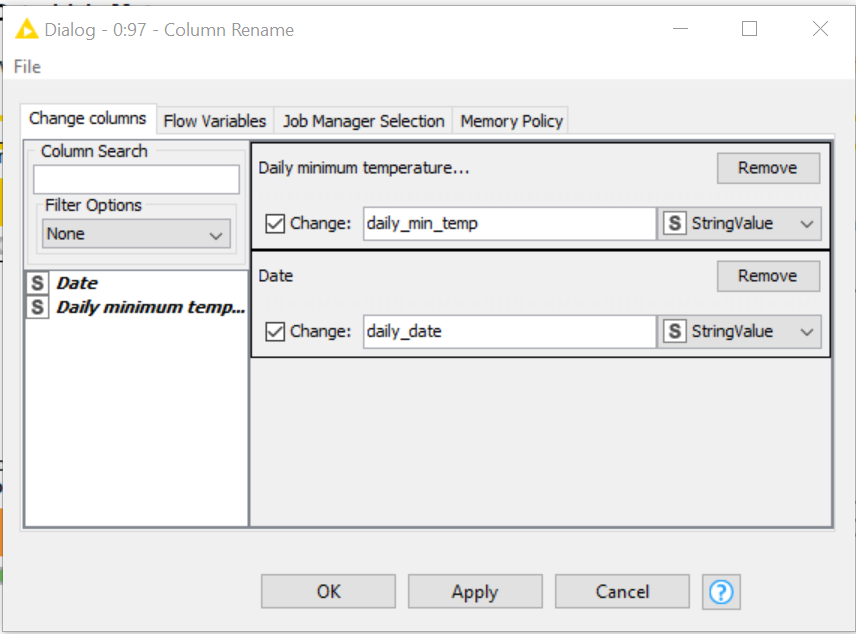 Dialog - 0:97 - Column Rename
File
Change columns
Flow Variables
Job Manager Selection
Memory Policy
Column Search
Filter Options
None
S Date
S Daily minimum temp...
Daily minimum temperature...
Remove
Change: daily_min_temp S StringValue
Date
Remove
Change: daily_date S StringValue
OK
Apply
Cancel
?